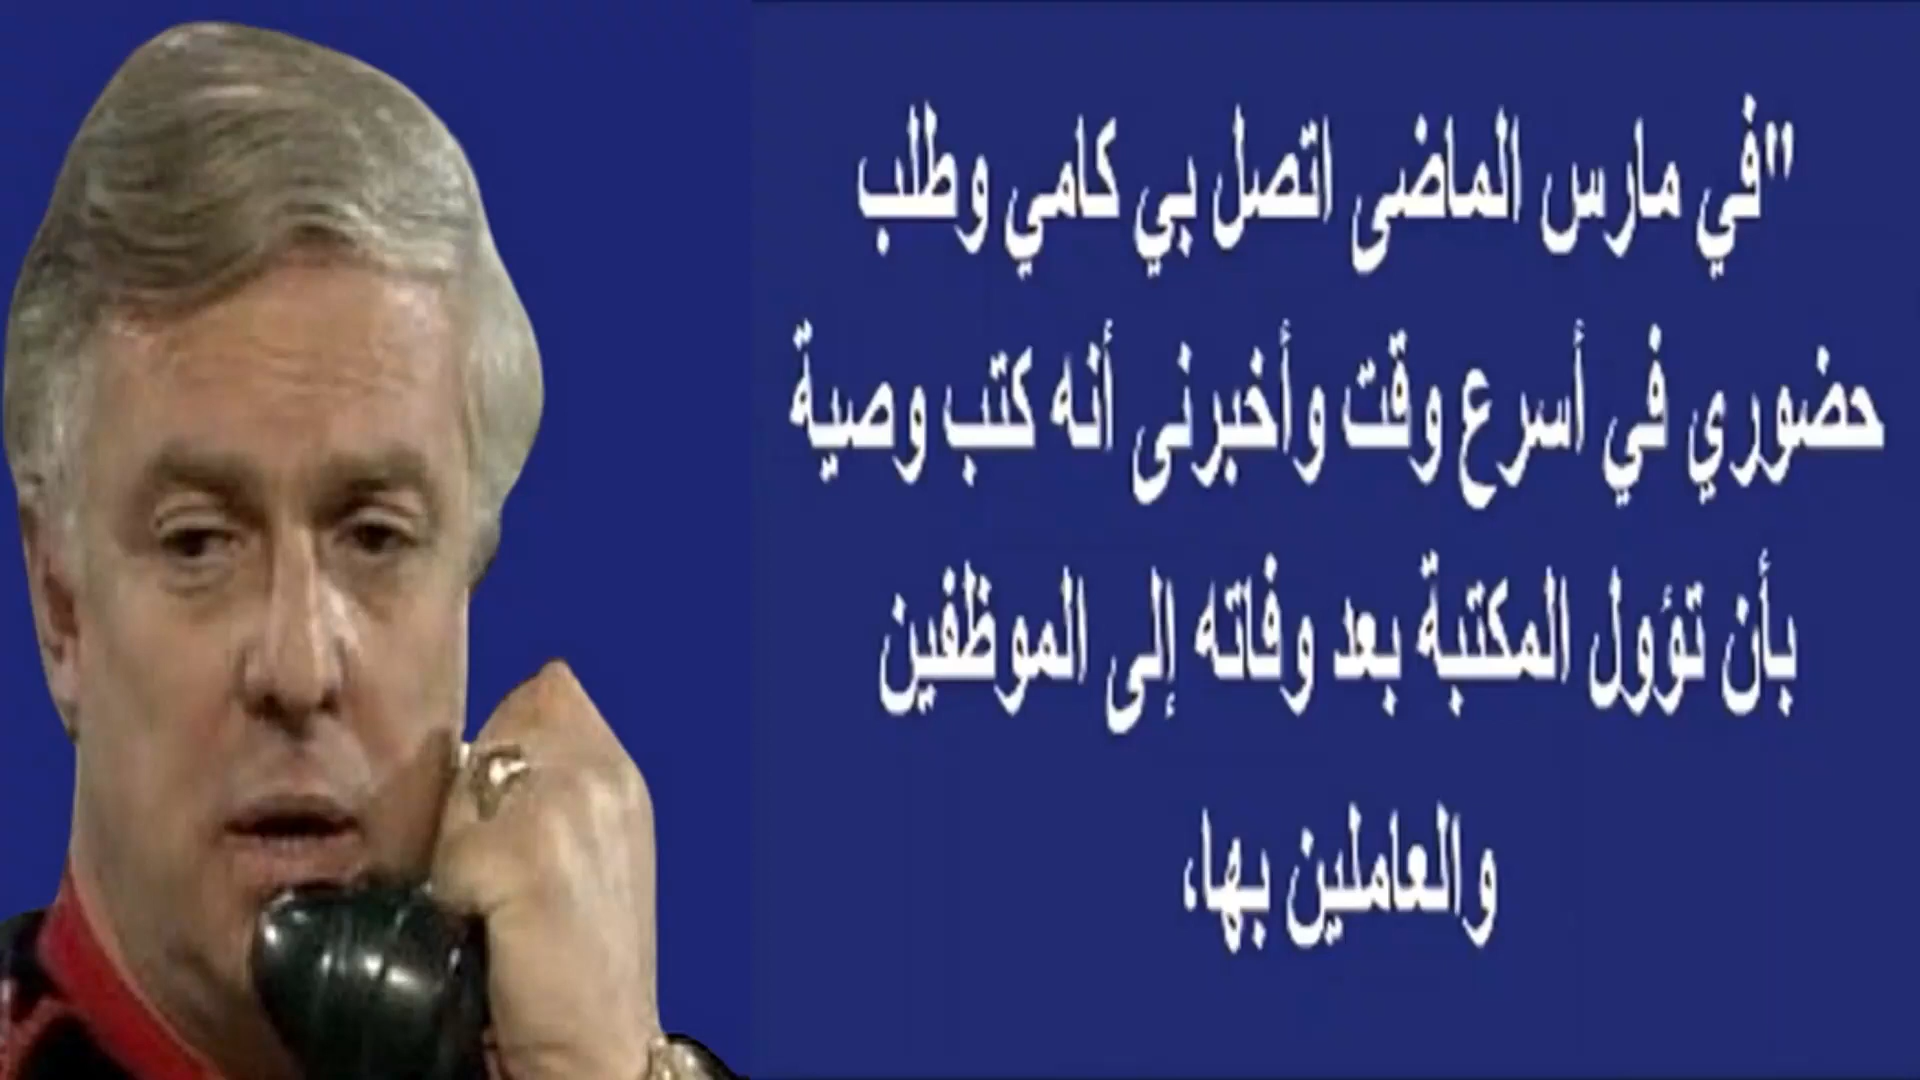 "في مارس الماضى اتصل بي كامي وطلب
حضوري في أسرع وقت وأخبرنى أنه كتب وصية
بأن تؤول المكتبة بعد وفاته إلى الموظفين
والعاملين بها،